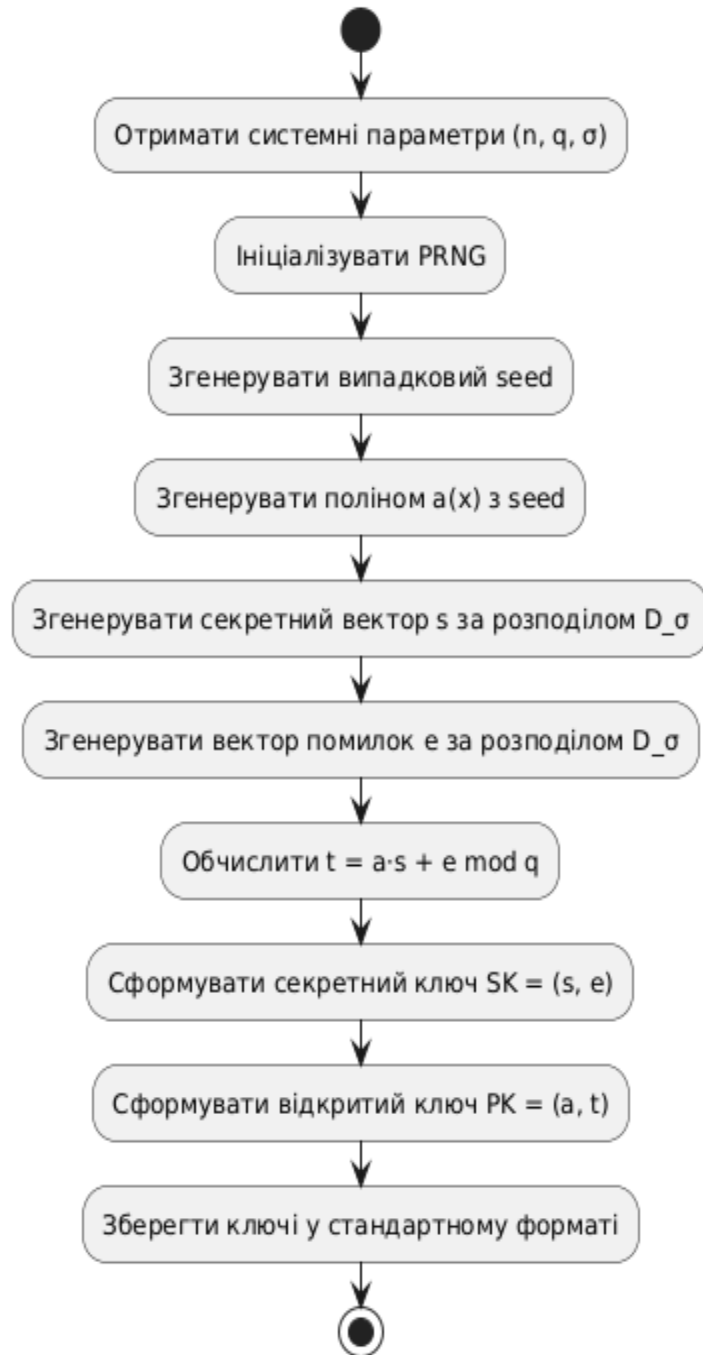 Отримати системні параметри (n, q, σ)
Ініціалізувати PRNG
Згенерувати випадковий seed
Згенерувати поліном a(x) з seed
Згенерувати секретний вектор s за розподілом D_σ
Згенерувати вектор помилок e за розподілом D_σ
Обчислити t = a·s + e mod q
Сформувати секретний ключ SK = (s, e)
Сформувати відкритий ключ PK = (a, t)
Зберегти ключі у стандартному форматі